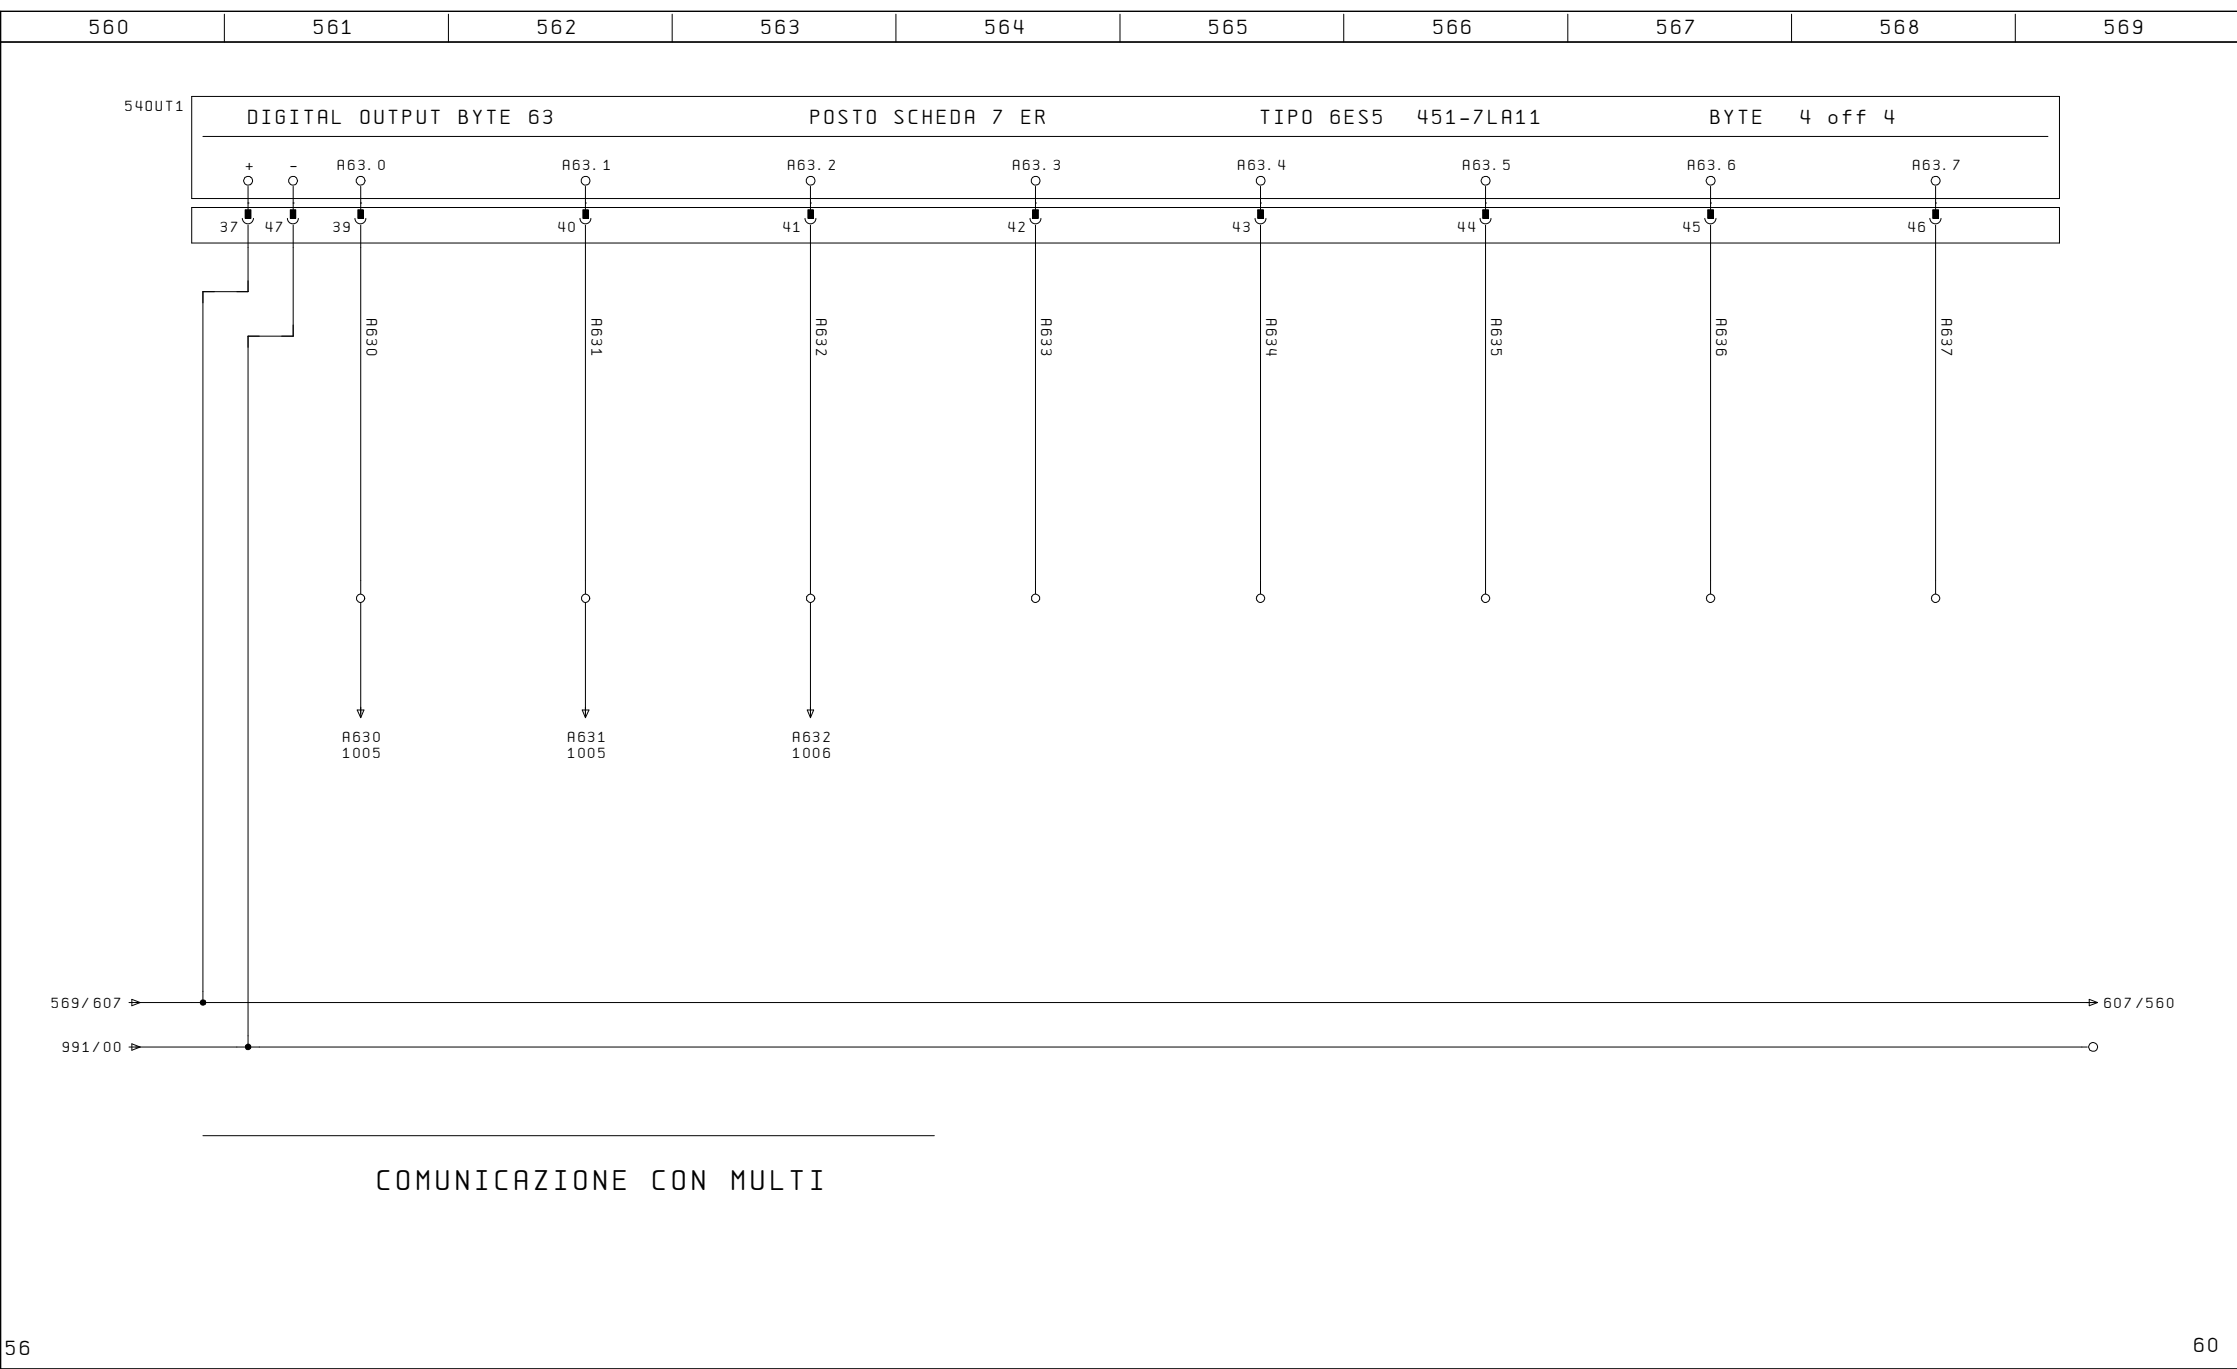 560 561 562 563 564 565 566 567 568 569
540UT1
DIGITAL OUTPUT BYTE 63 POSTO SCHEDA 7 ER TIPO 6ES5 451-7LA11 BYTE 4 off 4
+ - A63.0 A63.1 A63.2 A63.3 A63.4 A63.5 A63.6 A63.7
37 47 39 40 41 42 43 44 45 46
A630 A631 A632 A633 A634 A635 A636 A637
A630 A631 A632
1005 1005 1006
569/607 607/560
991/00
COMUNICAZIONE CON MULTI
56 60